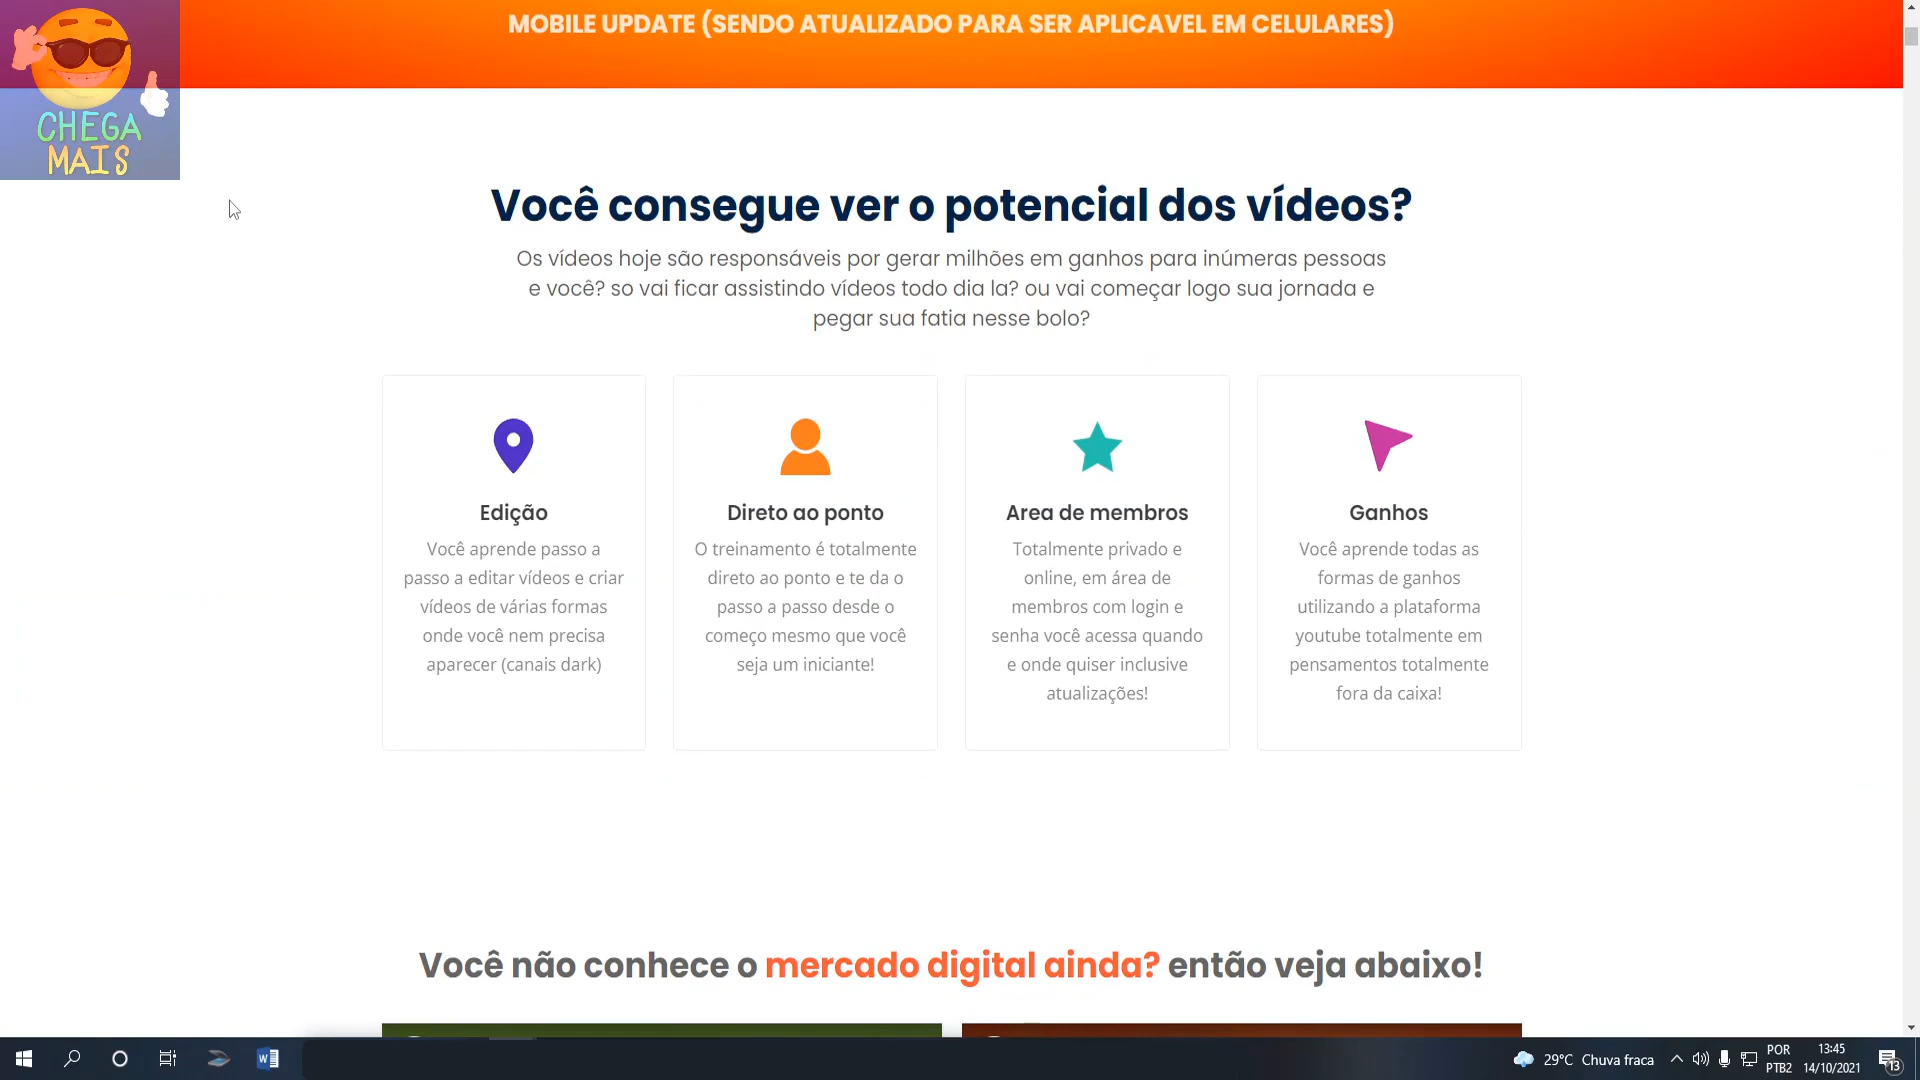 MOBILE UPDATE (SENDO ATUALIZADO PARA SER APLICAVEL EM CELULARES)
CHEGA
MAIS
Você consegue ver o potencial dos vídeos?
Os vídeos hoje são responsáveis por gerar milhões em ganhos para inúmeras pessoas
e você? so vai ficar assistindo vídeos todo dia la? ou vai começar logo sua jornada e
pegar sua fatia nesse bolo?
Edição
Você aprende passo a
passo a editar vídeos e criar
vídeos de várias formas
onde você nem precisa
aparecer (canais dark)
Direto ao ponto
O treinamento é totalmente
direto ao ponto e te da o
passo a passo desde o
começo mesmo que você
seja um iniciante!
Area de membros
Totalmente privado e
online, em área de
membros com login e
senha você acessa quando
e onde quiser inclusive
atualizações!
Ganhos
Você aprende todas as
formas de ganhos
utilizando a plataforma
youtube totalmente em
pensamentos totalmente
fora da caixa!
Você não conhece o mercado digital ainda? então veja abaixo!
29°C Chuva fraca
POR
PTB2
13:45
14/10/2021
13